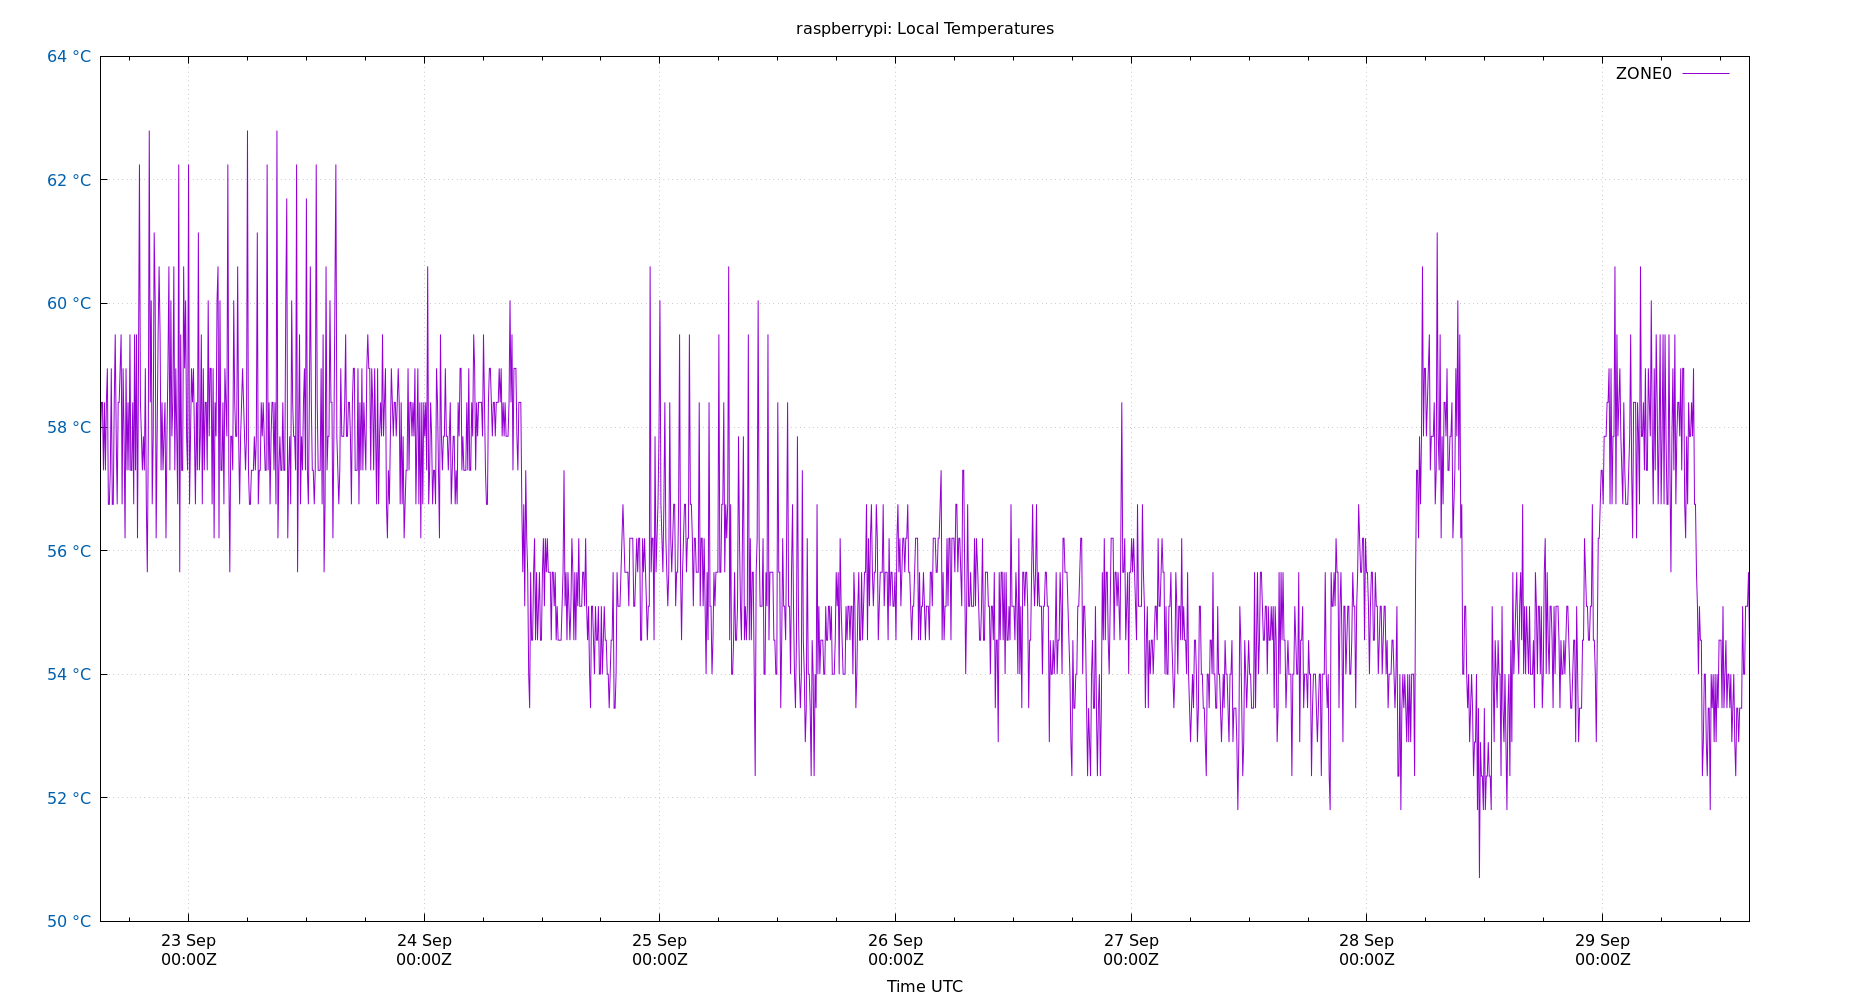 raspberrypi: Local Temperatures
64 °C
ZONE0
62 °C
60 °C
58 °C
56 °C
54 °C
52 °C
50 °C
23 Sep 24 Sep 25 Sep 26 Sep 27 Sep 28 Sep 29 Sep
00:00Z 00:00Z 00:00Z 00:00Z 00:00Z 00:00Z 00:00Z
Time UTC